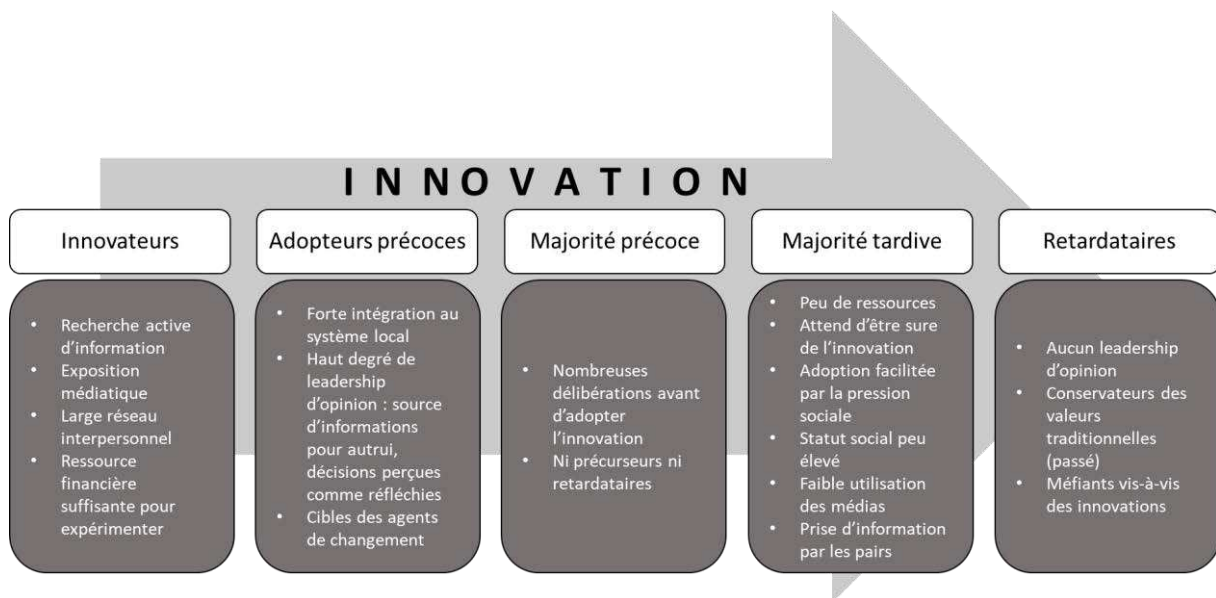 INNOVATION
Innovateurs
Adopteurs précoces
Majorité précoce
Majorité tardive
Retardataires
• Recherche active
d'information
• Exposition
médiatique
• Large réseau
interpersonnel
• Ressource
financière
suffisante pour
expérimenter
• Forte intégration au
système local
• Haut degré de
leadership
d'opinion : source
d'informations
pour autrui,
décisions perçues
comme réfléchies
• Cibles des agents
de changement
• Nombreuses
délibérations avant
d'adopter
l'innovation
• Ni précurseurs ni
retardataires
• Peu de ressources
• Attend d'être sure
de l'innovation
• Adoption facilitée
par la pression
sociale
• Statut social peu
élevé
• Faible utilisation
des médias
• Prise d'information
par les pairs
• Aucun leadership
d'opinion
• Conservateurs des
valeurs
traditionnelles
(passé)
• Méfiants vis-à-vis
des innovations